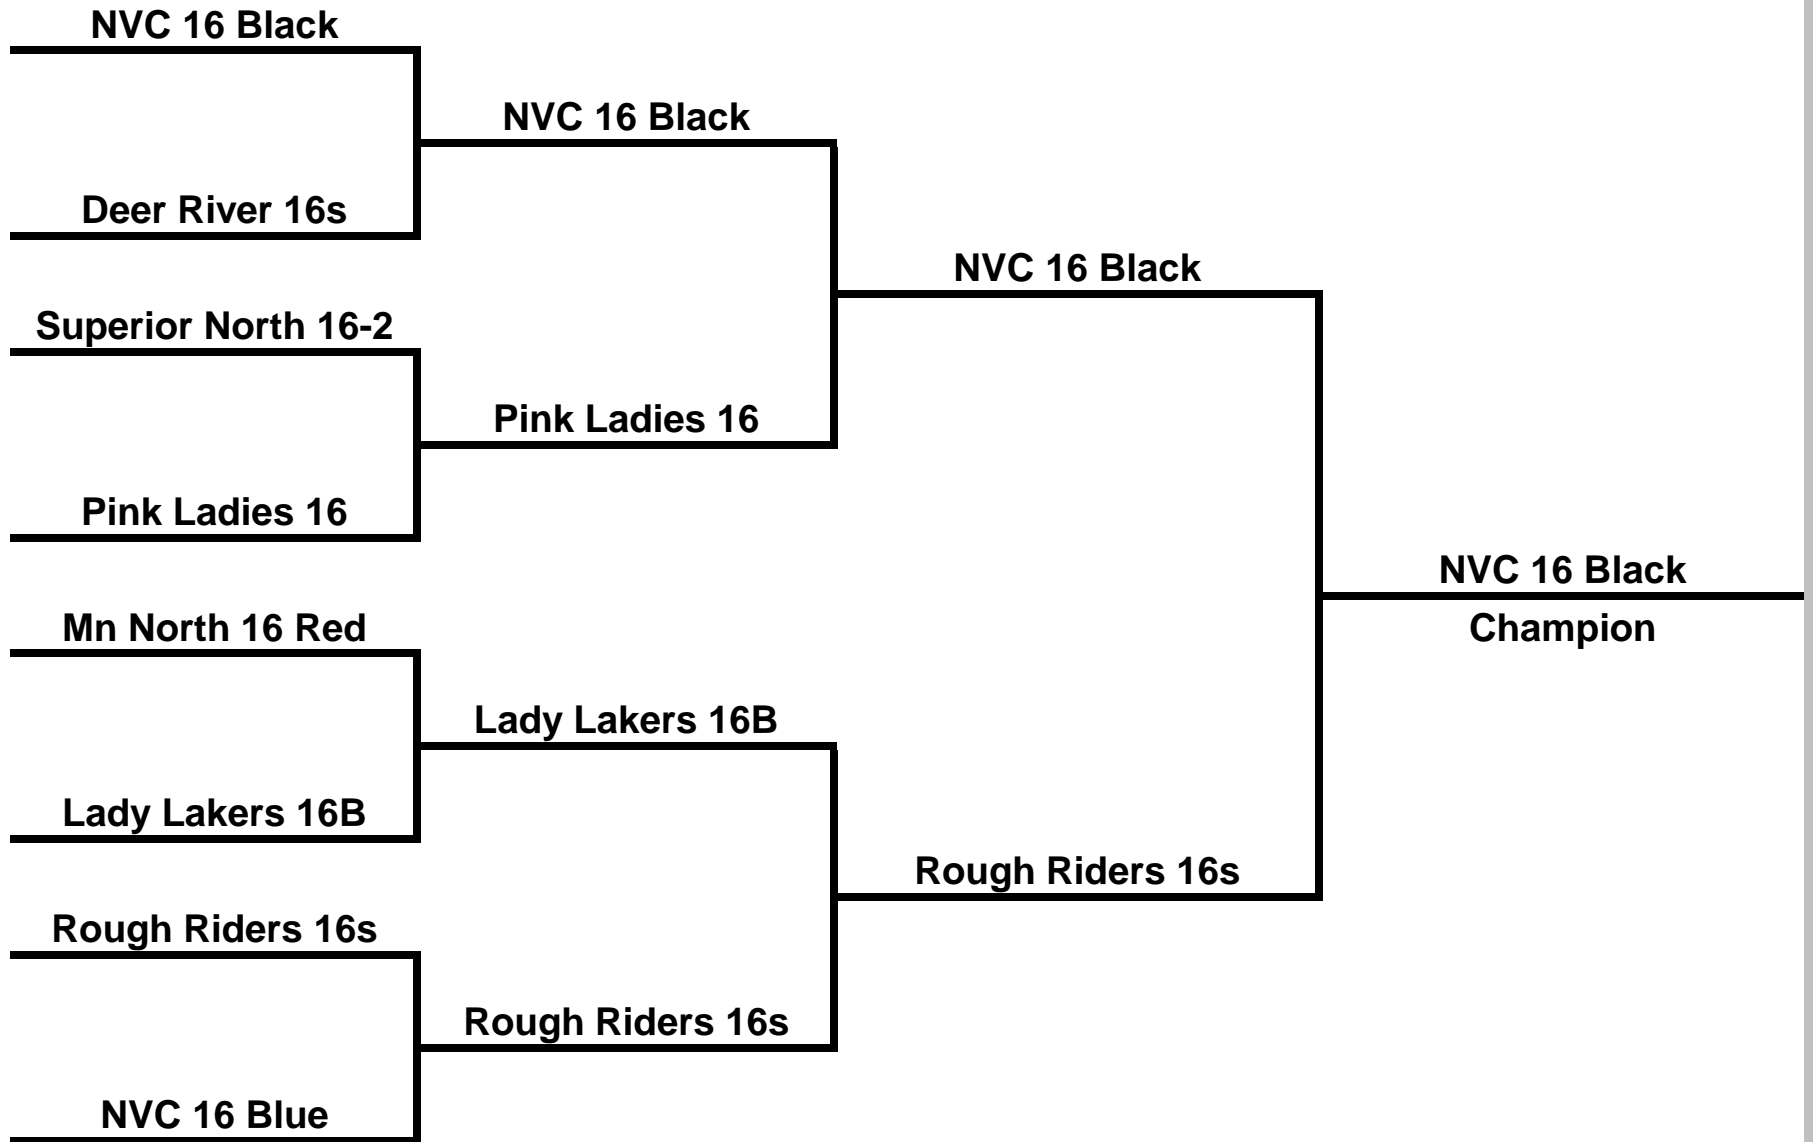 NVC 16 Black
NVC 16 Black
Deer River 16s
NVC 16 Black
Superior North 16-2
Pink Ladies 16
Pink Ladies 16
NVC 16 Black
Champion
Mn North 16 Red
Lady Lakers 16B
Lady Lakers 16B
Rough Riders 16s
Rough Riders 16s
Rough Riders 16s
NVC 16 Blue